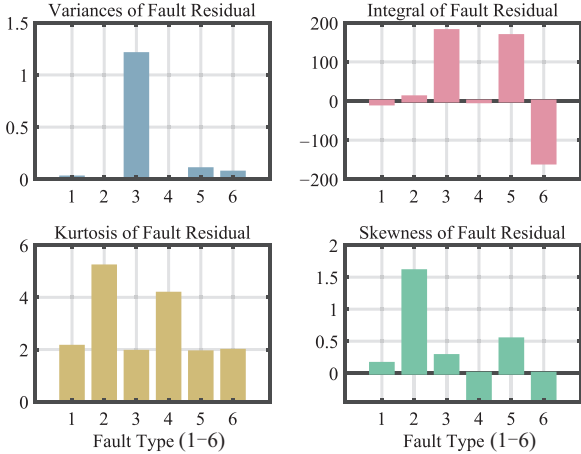 Variances of Fault Residual
1.5
1
0.5
0
1 2 3 4 5 6
Integral of Fault Residual
200
100
0
−100
−200
1 2 3 4 5 6
Kurtosis of Fault Residual
6
4
2
0
1 2 3 4 5 6
Fault Type (1−6)
Skewness of Fault Residual
2
1.5
1
0.5
0
1 2 3 4 5 6
Fault Type (1−6)